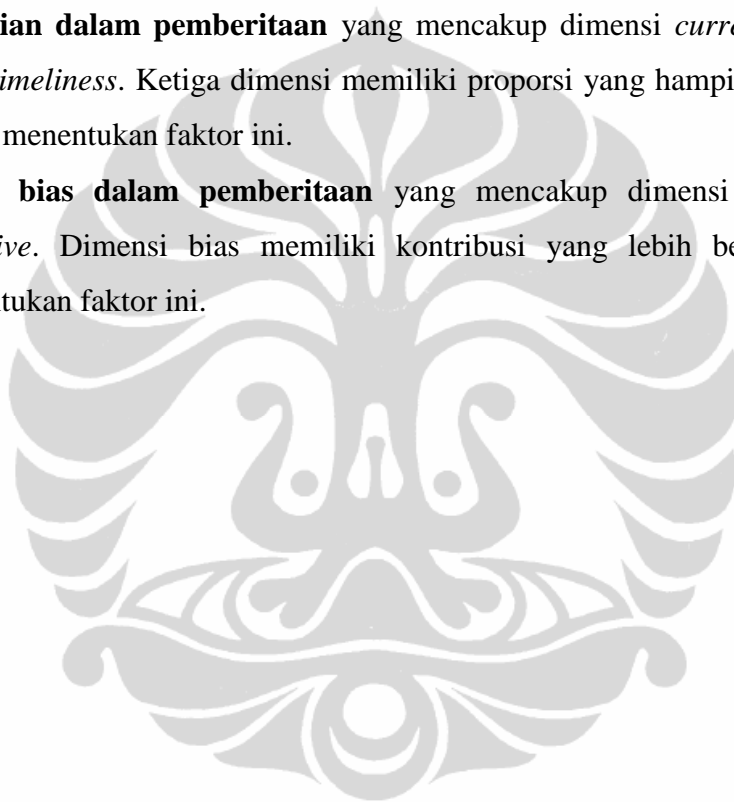 ian dalam pemberitaan yang mencakup dimensi curre
imeliness. Ketiga dimensi memiliki proporsi yang hampi
menentukan faktor ini.
bias dalam pemberitaan yang mencakup dimensi
ive. Dimensi bias memiliki kontribusi yang lebih be
tukan faktor ini.